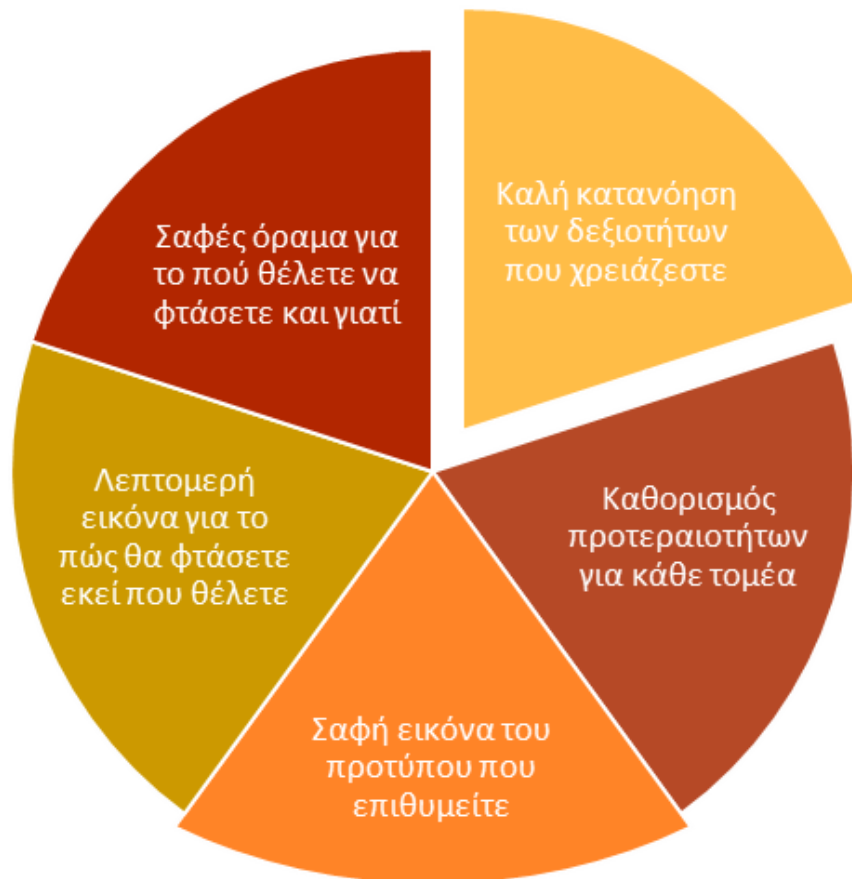 Καλή κατανόηση
των δεξιοτήτων
που χρειάζεστε
Καθορισμός
προτεραιοτήτων
για κάθε τομέα
Σαφή εικόνα του
προτύπου που
επιθυμείτε
Λεπτομερή
εικόνα για το
πώς θα φτάσετε
εκεί που θέλετε
Σαφές όραμα για
το πού θέλετε να
φτάσετε και γιατί